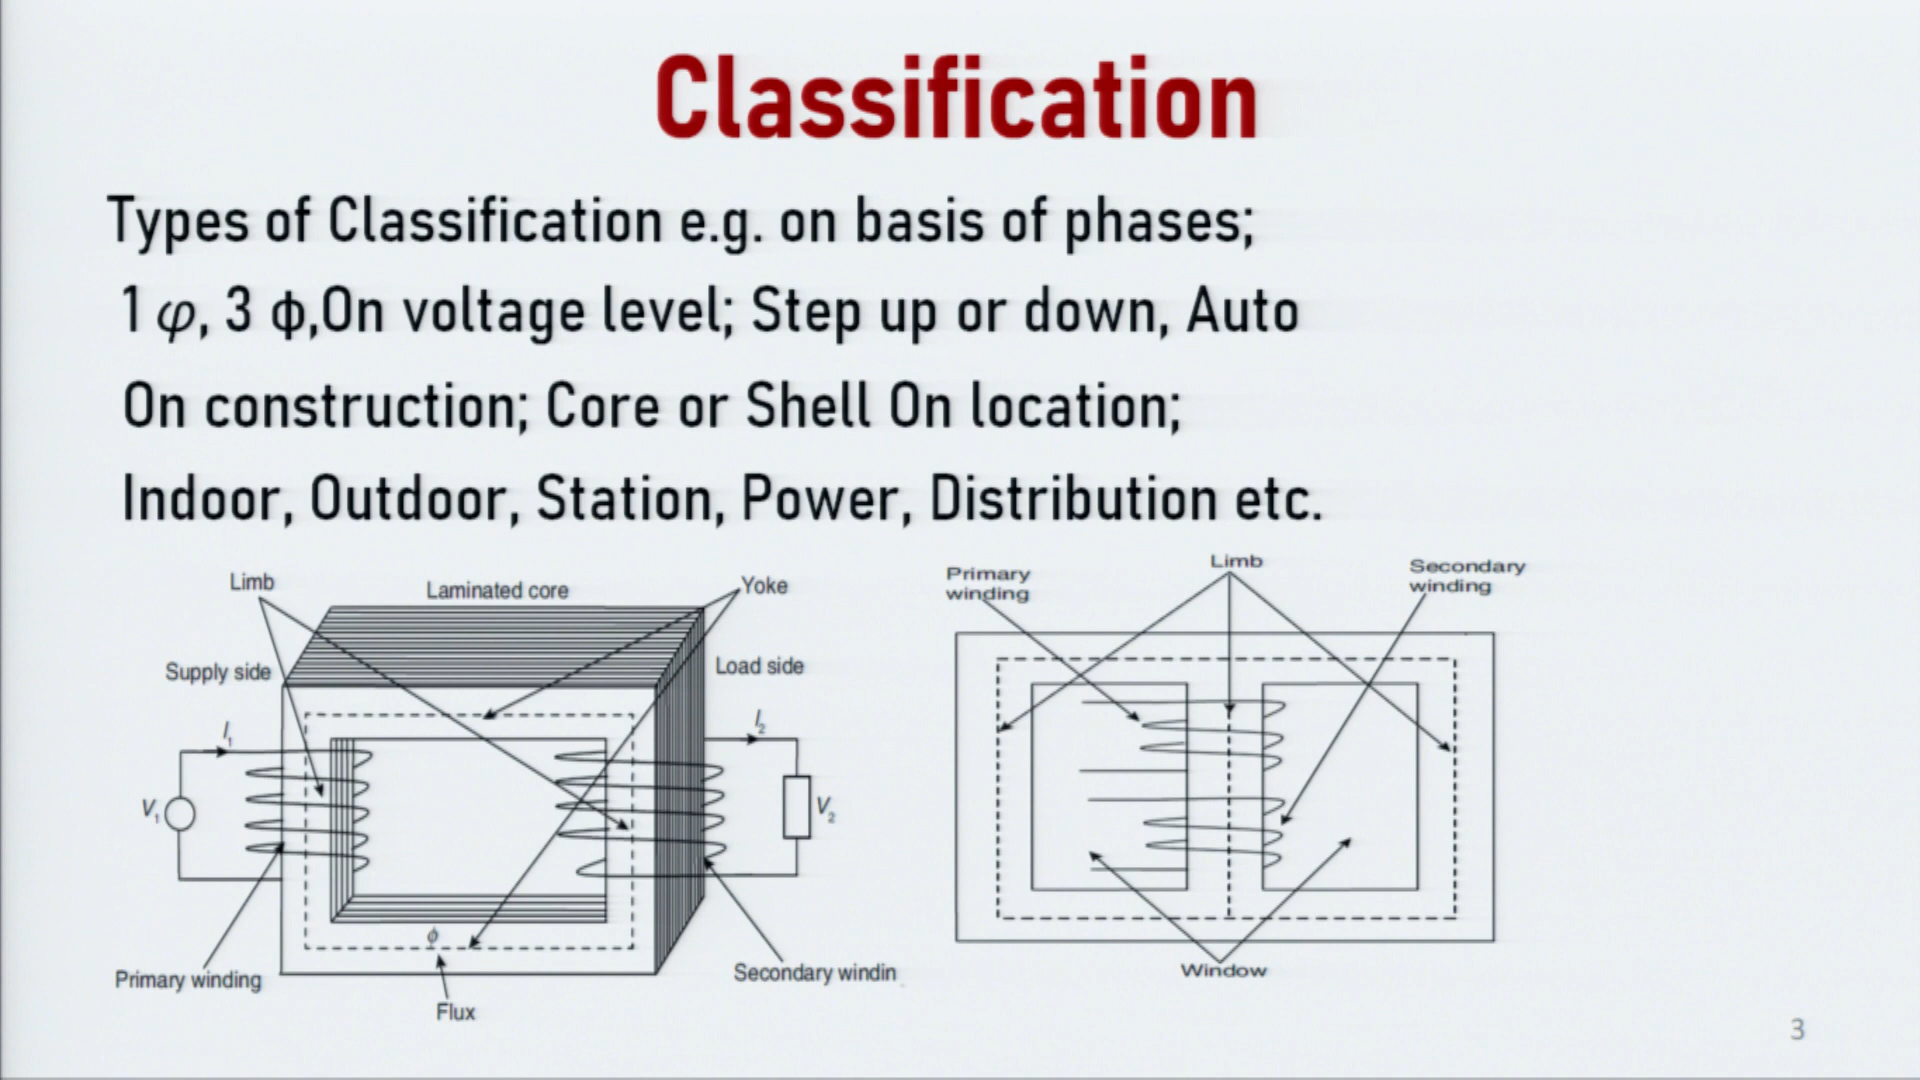 Classification
Types of Classification e.g. on basis of phases;
1 φ, 3 ф,On voltage level; Step up or down, Auto
On construction; Core or Shell On location;
Indoor, Outdoor, Station, Power, Distribution etc.
Limb
Laminated core
Yoke
Supply side
Load side
I1
I2
V1
V2
ϕ
Primary winding
Secondary windin
Flux
Primary
winding
Limb
Secondary
winding
Window
3